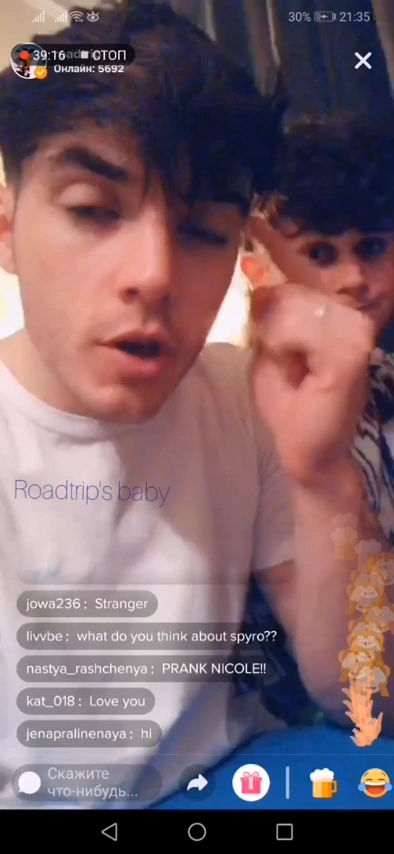 30% 21:35
39:16 СТОП
Онлайн: 5692
Roadtrip's baby
jowa236: Stranger
livvbe: what do you think about spyro??
nastya_rashchenya: PRANK NICOLE!!
kat_018: Love you
jenapralinenaya: hi
Скажите
что-нибудь...